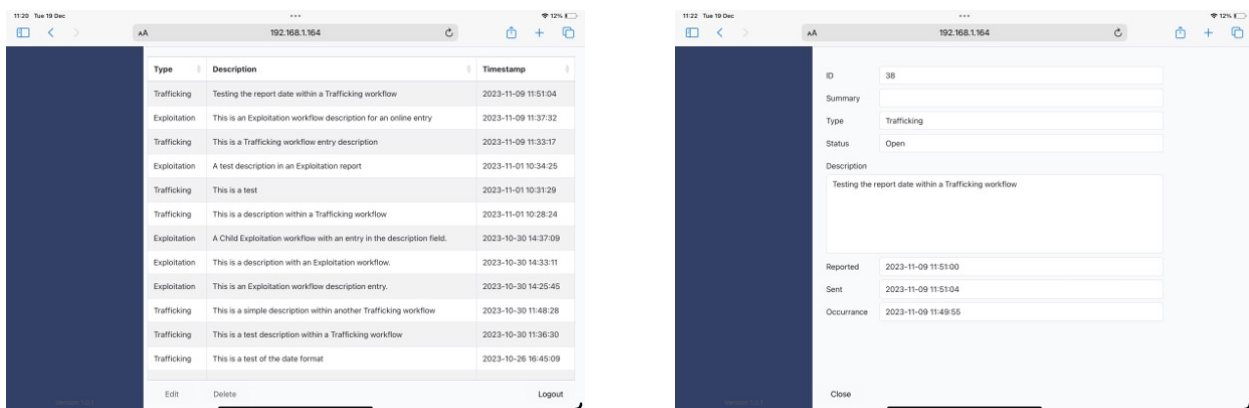 11:20 Tue 19 Dec
12%
AA 192.168.1.164
Type Description Timestamp
Trafficking Testing the report date within a Trafficking workflow 2023-11-09 11:51:04
Exploitation This is an Exploitation workflow description for an online entry 2023-11-09 11:37:32
Trafficking This is a Trafficking workflow entry description 2023-11-09 11:33:17
Exploitation A test description in an Exploitation report 2023-11-01 10:34:25
Trafficking This is a test 2023-11-01 10:31:29
Trafficking This is a description within a Trafficking workflow 2023-11-01 10:28:24
Exploitation A Child Exploitation workflow with an entry in the description field. 2023-10-30 14:37:09
Exploitation This is a description with an Exploitation workflow. 2023-10-30 14:33:11
Exploitation This is an Exploitation workflow description entry. 2023-10-30 14:25:45
Trafficking This is a simple description within another Trafficking workflow 2023-10-30 11:48:28
Trafficking This is a test description within a Trafficking workflow 2023-10-30 11:36:30
Trafficking This is a test of the date format 2023-10-26 16:45:09
Edit Delete Logout
Version 1.0.1
11:22 Tue 19 Dec
12%
AA 192.168.1.164
ID 38
Summary
Type Trafficking
Status Open
Description
Testing the report date within a Trafficking workflow
Reported 2023-11-09 11:51:00
Sent 2023-11-09 11:51:04
Occurrance 2023-11-09 11:49:55
Close
Version 1.0.1